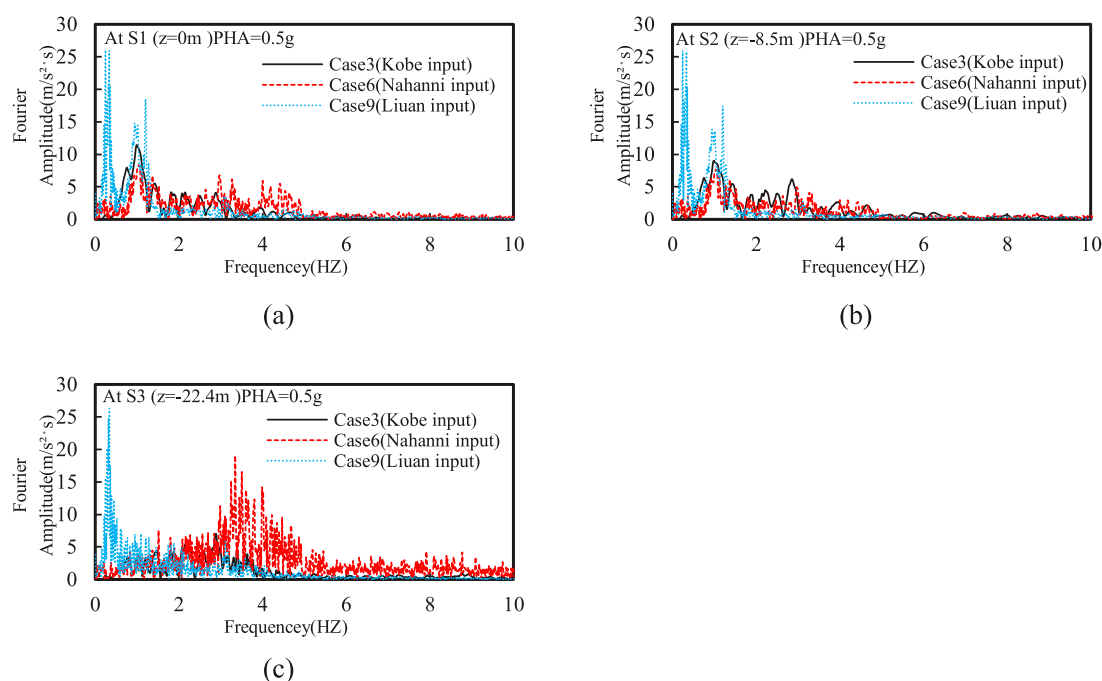 At S1 (z=0m )PHA=0.5g
Case3(Kobe input)
Case6(Nahanni input)
Case9(Liuan input)
Fourier
Amplitude(m/s²·s)
30
25
20
15
10
5
0
0 2 4 6 8 10
Frequencey(HZ)
(a)
At S2 (z=-8.5m )PHA=0.5g
Case3(Kobe input)
Case6(Nahanni input)
Case9(Liuan input)
Fourier
Amplitude(m/s²·s)
30
25
20
15
10
5
0
0 2 4 6 8 10
Frequencey(HZ)
(b)
At S3 (z=-22.4m )PHA=0.5g
Case3(Kobe input)
Case6(Nahanni input)
Case9(Liuan input)
Fourier
Amplitude(m/s²·s)
30
25
20
15
10
5
0
0 2 4 6 8 10
Frequencey(HZ)
(c)